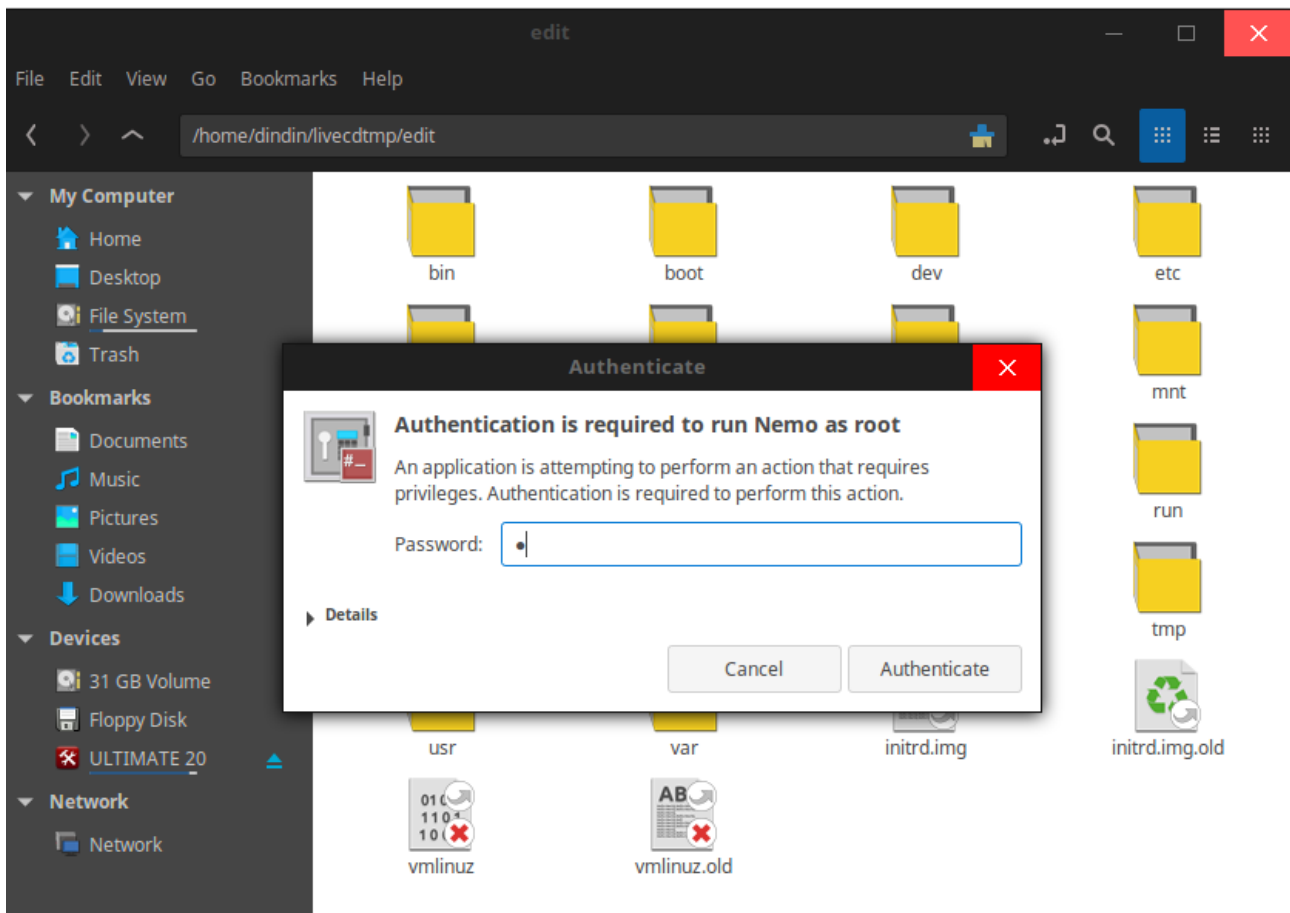 edit
File Edit View Go Bookmarks Help
/home/dindin/livecdtmp/edit
My Computer
Home
Desktop
File System
Trash
Bookmarks
Documents
Music
Pictures
Videos
Downloads
Devices
31 GB Volume
Floppy Disk
ULTIMATE 20
Network
Network
bin boot dev etc
mnt
run
tmp
Authenticate
#_
Authentication is required to run Nemo as root
An application is attempting to perform an action that requires
privileges. Authentication is required to perform this action.
Password: •
Details
Cancel Authenticate
usr var initrd.img initrd.img.old
vmlinuz vmlinuz.old